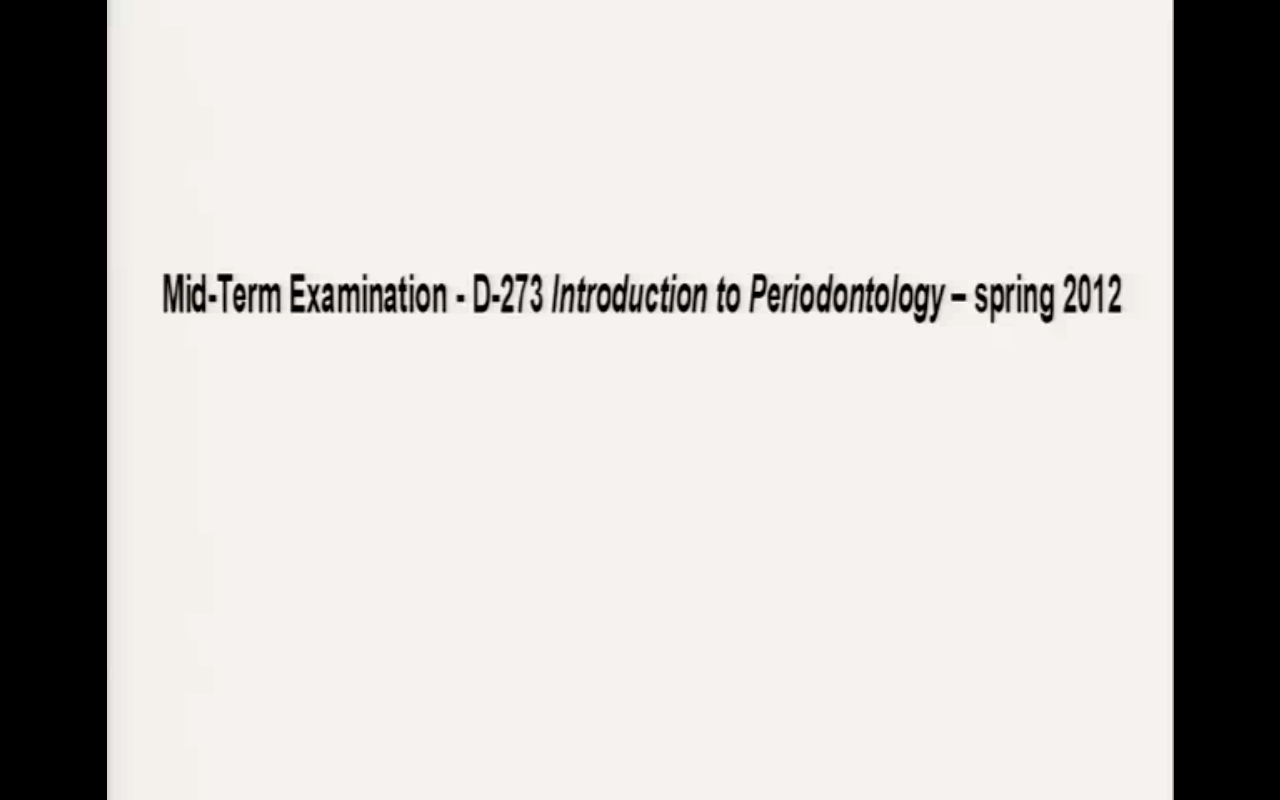 Mid-Term Examination - D-273 Introduction to Periodontology – spring 2012